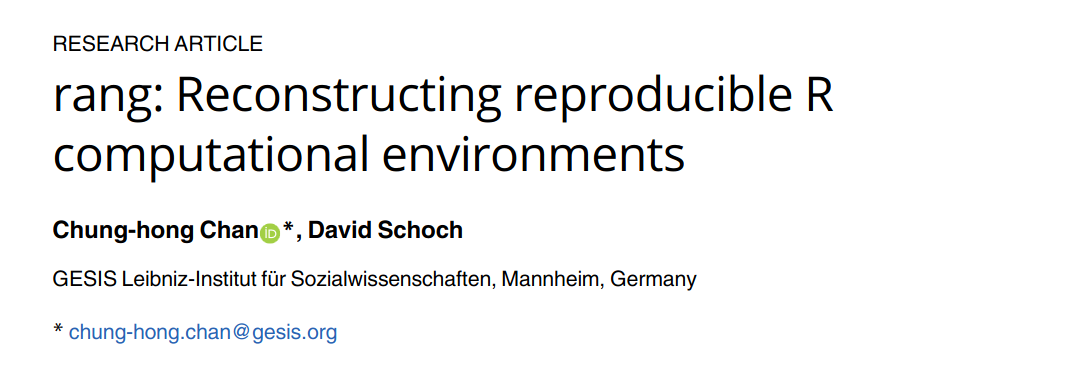 RESEARCH ARTICLE
rang: Reconstructing reproducible R
computational environments
Chung-hong Chan iD *, David Schoch
GESIS Leibniz-Institut für Sozialwissenschaften, Mannheim, Germany
* chung-hong.chan@gesis.org